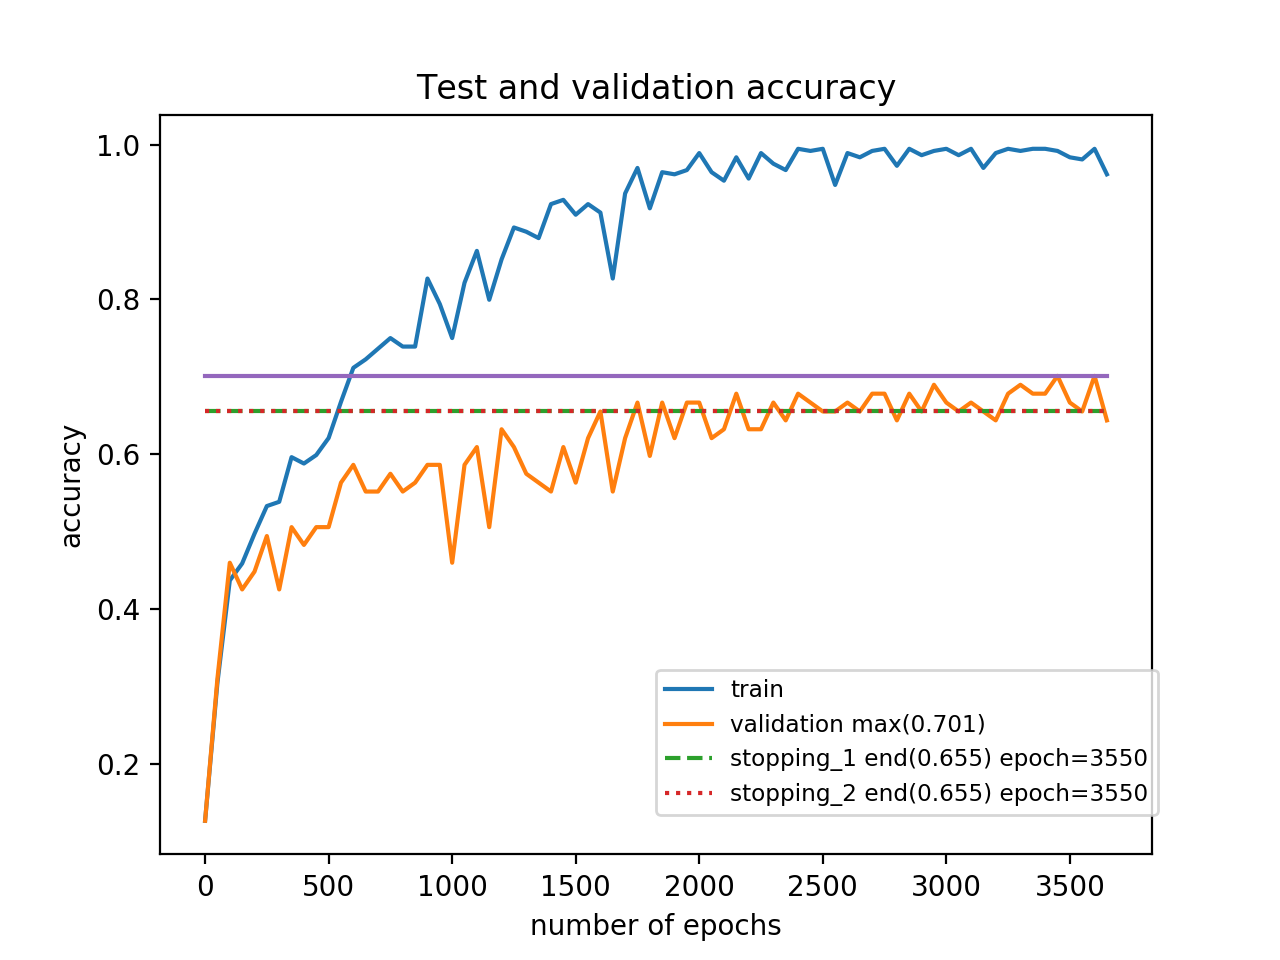 Test and validation accuracy
1.0
0.8
0.6
0.4
0.2
accuracy
train
validation max(0.701)
stopping_1 end(0.655) epoch=3550
stopping_2 end(0.655) epoch=3550
0 500 1000 1500 2000 2500 3000 3500
number of epochs